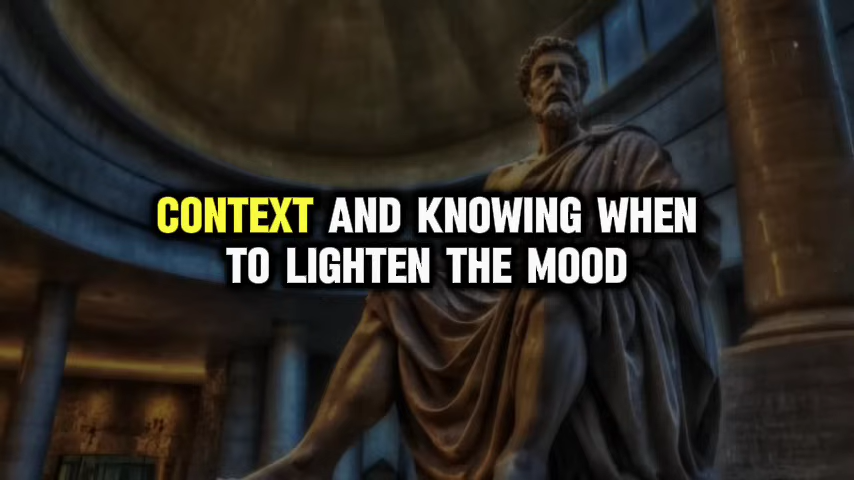 CONTEXT AND KNOWING WHEN
TO LIGHTEN THE MOOD